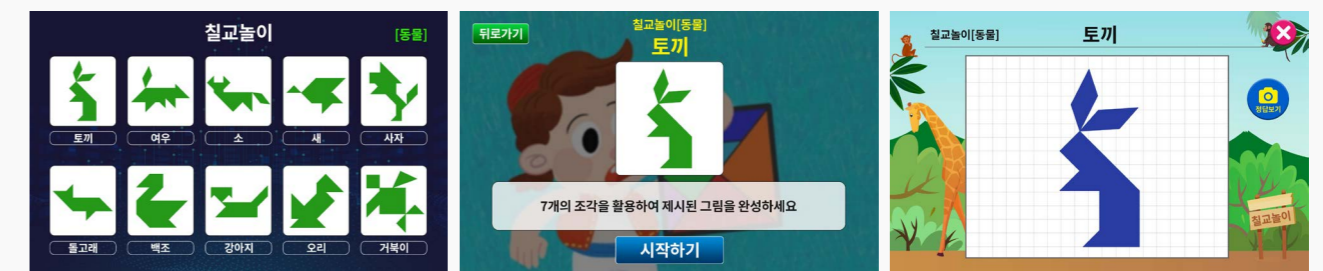 칠교놀이
[동물]
토끼
여우
소
새
사자
돌고래
백조
강아지
오리
거북이
뒤로가기
칠교놀이[동물]
토끼
7개의 조각을 활용하여 제시된 그림을 완성하세요
시작하기
칠교놀이[동물]
토끼
정답보기
칠교놀이